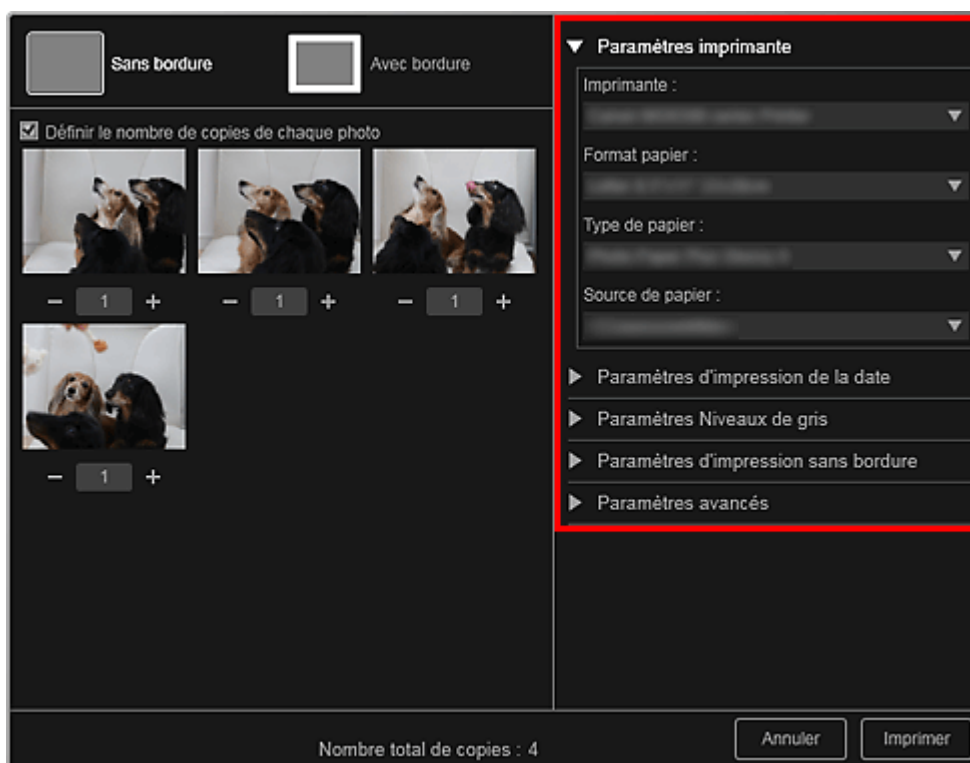 Sans bordure
Avec bordure
Définir le nombre de copies de chaque photo
1
1
1
1
Paramètres imprimante
Imprimante :
Format papier :
Type de papier :
Source de papier :
Paramètres d'impression de la date
Paramètres Niveaux de gris
Paramètres d'impression sans bordure
Paramètres avancés
Nombre total de copies : 4
Annuler
Imprimer